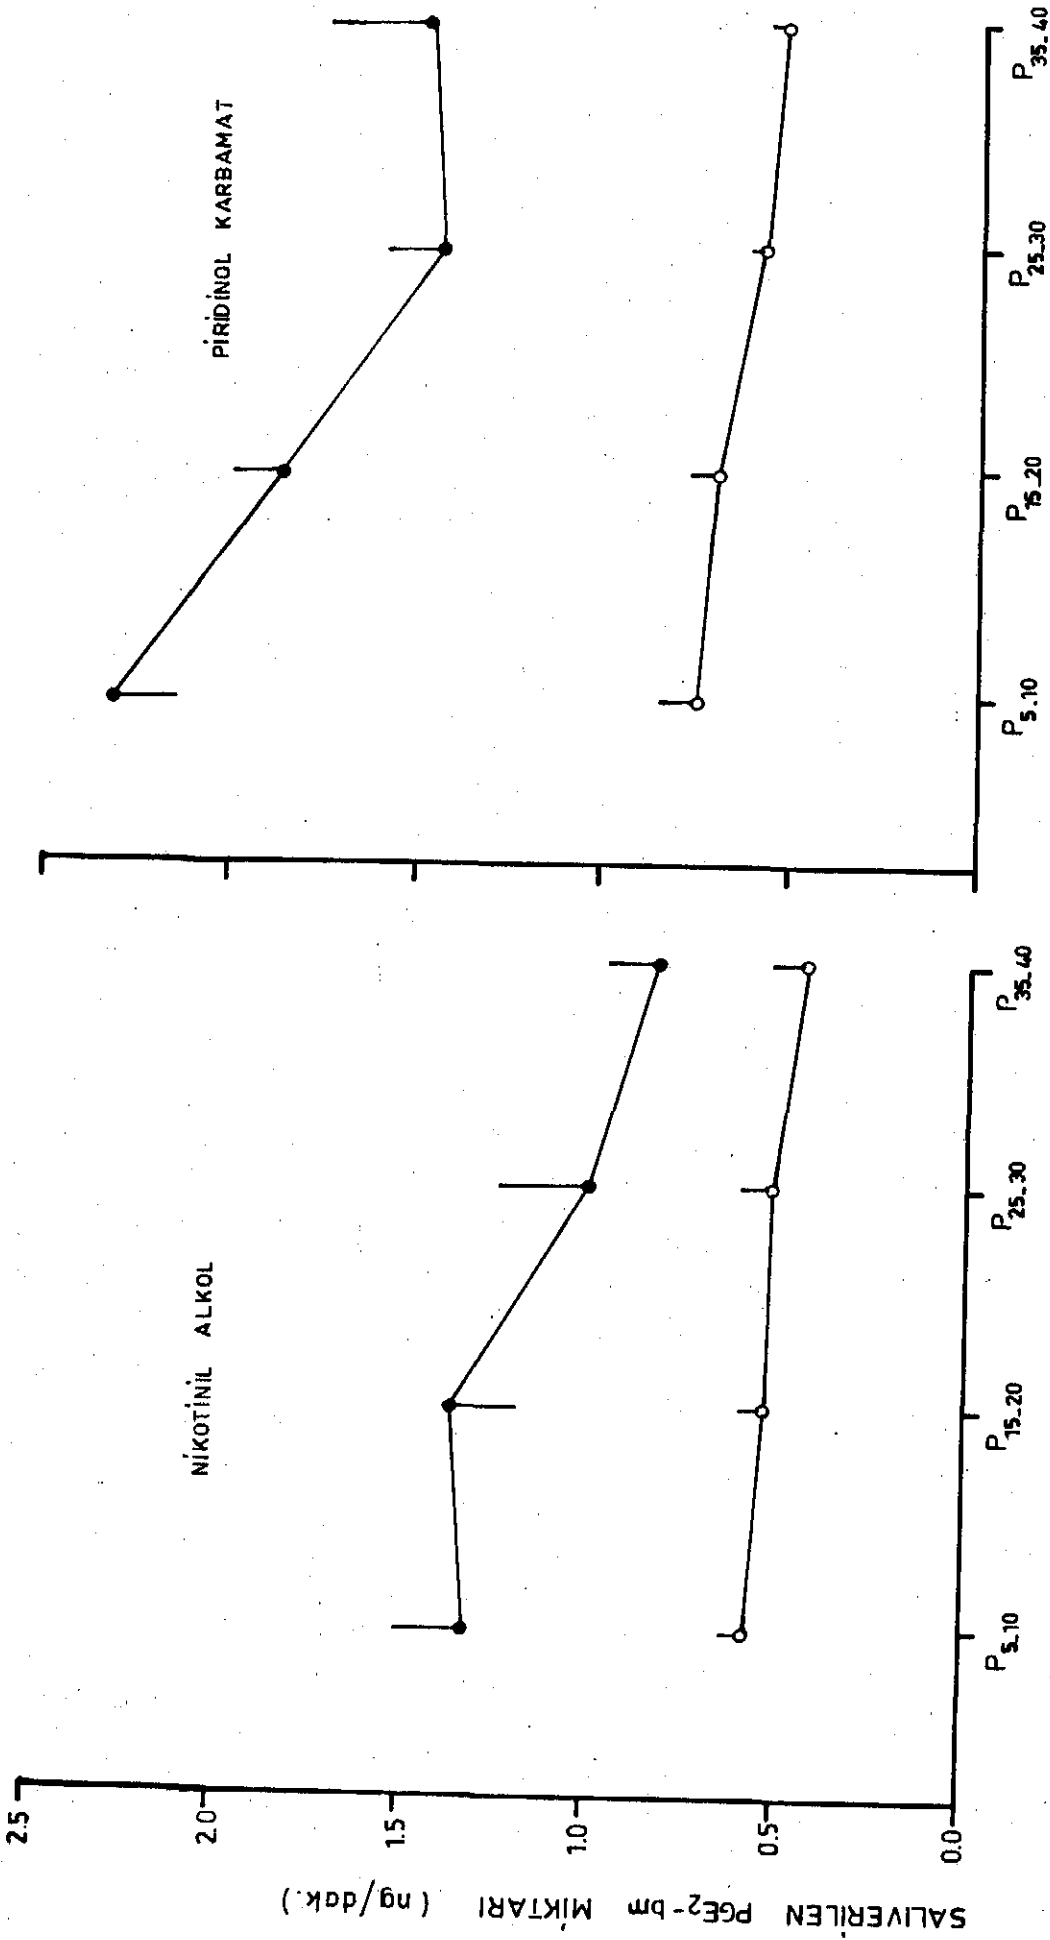 SALIVERİLEN PGE₂-bm MİKTARI (ng/dak.)
2.5
2.0
1.5
1.0
0.5
0.0
NİKOTİNİL ALKOL
P5-10
P15-20
P25-30
P35-40
PİRİDİNOL KARBAMAT
P5-10
P15-20
P25-30
P35-40